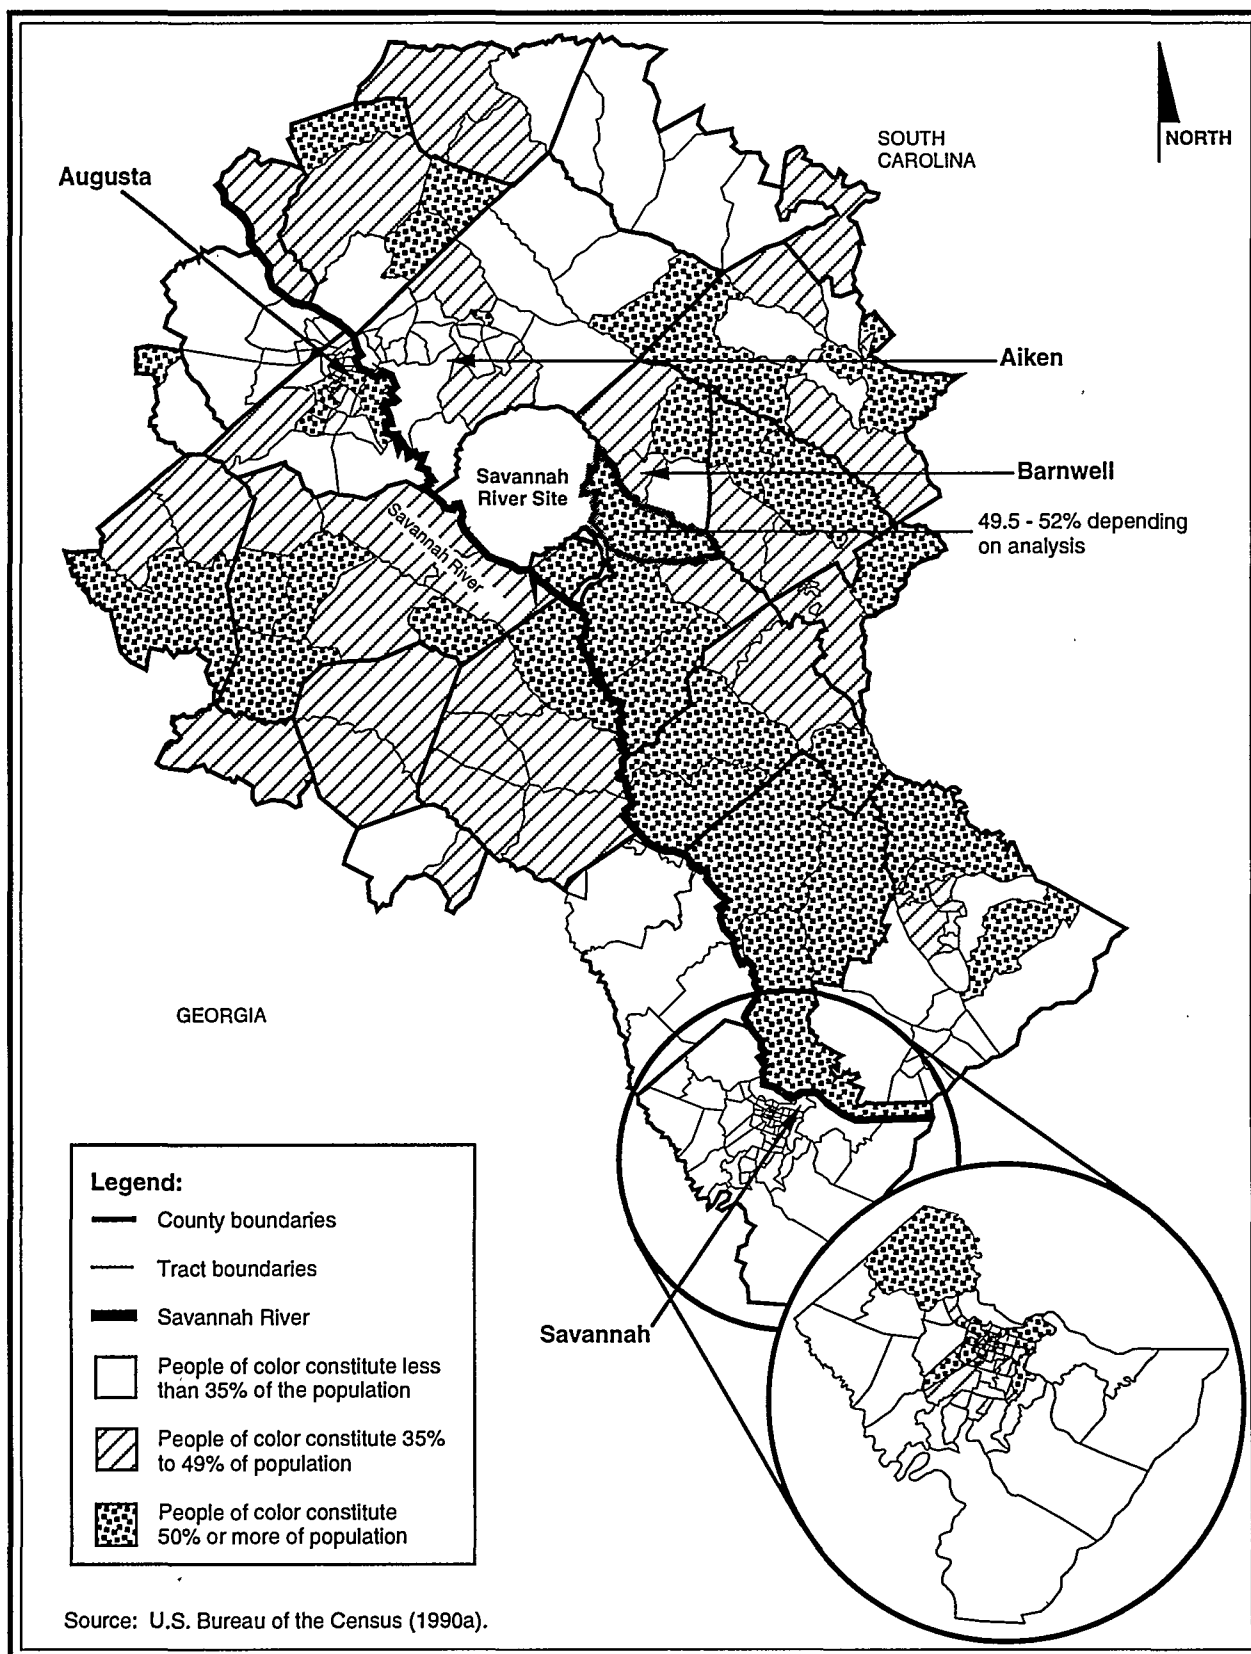 SOUTH
CAROLINA
NORTH
Augusta
Aiken
Savannah
River Site
Barnwell
49.5 - 52% depending
on analysis
Savannah River
GEORGIA
Legend:
County boundaries
Tract boundaries
Savannah River
People of color constitute less
than 35% of the population
People of color constitute 35%
to 49% of population
People of color constitute
50% or more of population
Savannah
Source: U.S. Bureau of the Census (1990a).